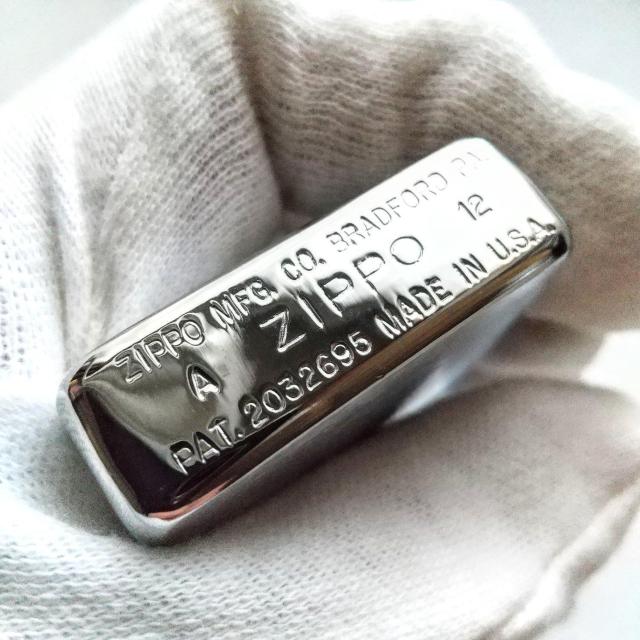 ZIPPO MFG. CO. BRADFORD PA.
A ZIPPO 12
PAT. 2032695 MADE IN U.S.A.